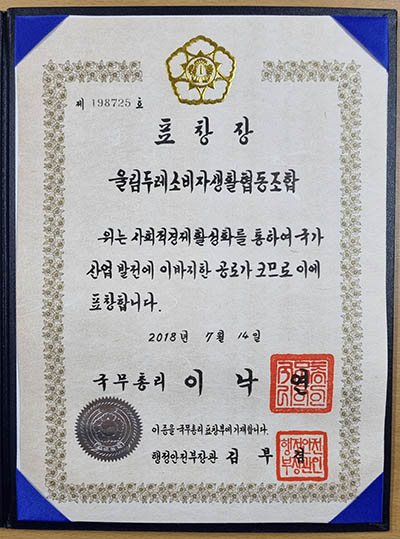 제 198725 호
표 창 장
올림두레소비자생활협동조합
위는 사회적경제 활성화를 통하여 국가
산업 발전에 이바지한 공로가 크므로 이에
표창합니다.
2018년 7월 14일
국무총리 이 낙 연
이 증을 국무총리 표창부에 기재합니다.
행정안전부장관 김 부 겸